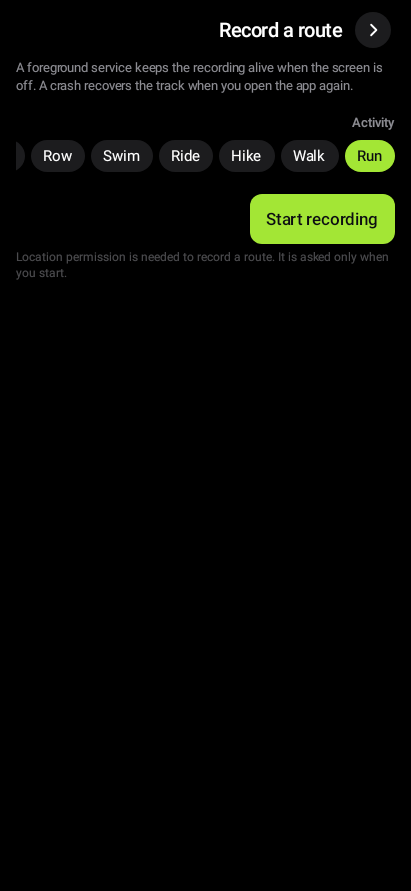 Record a route
A foreground service keeps the recording alive when the screen is
off. A crash recovers the track when you open the app again.
Activity
Row Swim Ride Hike Walk Run
Start recording
Location permission is needed to record a route. It is asked only when
you start.